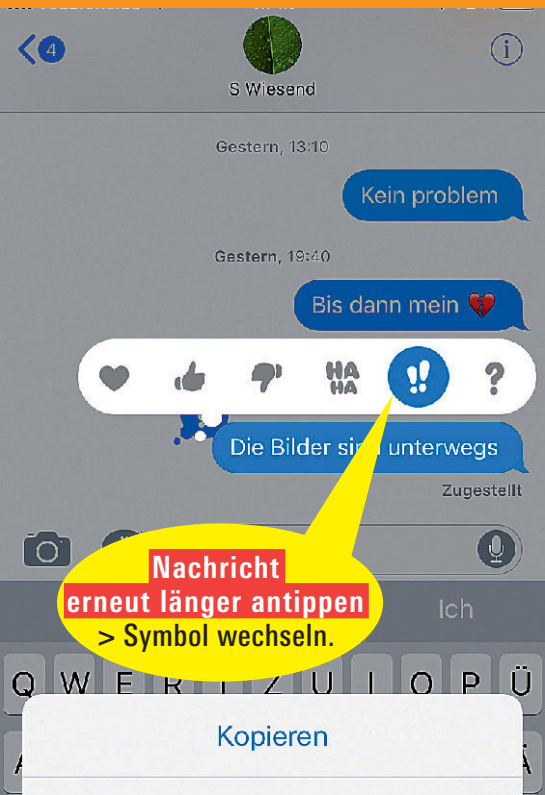 4
S Wiesend
Gestern, 13:10
Kein problem
Gestern, 19:40
Bis dann mein 💔
HA
HA
!!
?
Die Bilder sind unterwegs
Zugestellt
Nachricht
erneut länger antippen
> Symbol wechseln.
Ich
Q W E R T Z U I O P Ü
Kopieren